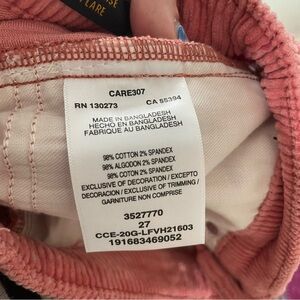 FLARE
CARE307
RN 130273 CA 55394
MADE IN BANGLADESH
HECHO EN BANGLADESH
FABRIQUE AU BANGLADESH
98% COTTON 2% SPANDEX
98% ALGODON 2% SPANDEX
98% COTON 2% SPANDEX
EXCLUSIVE OF DECORATION / EXCEPTO
DECORACION / EXCLUSIVE OF TRIMMING /
GARNITURE NON COMPRISE
3527770
27
CCE-20G-LFVH21603
191683469052